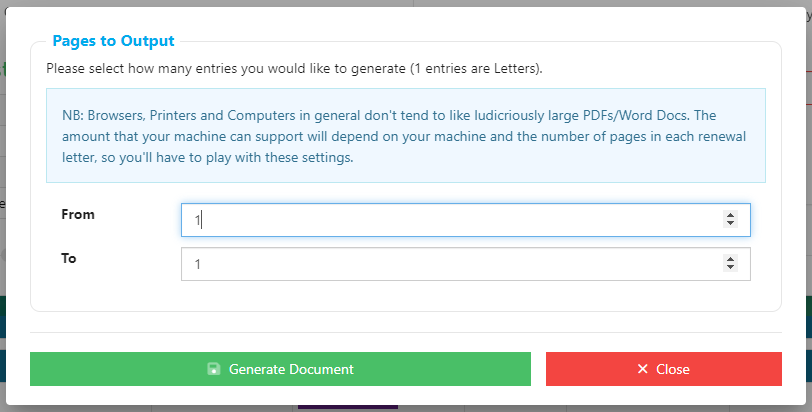 Pages to Output
Please select how many entries you would like to generate (1 entries are Letters).
NB: Browsers, Printers and Computers in general don't tend to like ludicriously large PDFs/Word Docs. The
amount that your machine can support will depend on your machine and the number of pages in each renewal
letter, so you'll have to play with these settings.
From
1
To
1
Generate Document
Close